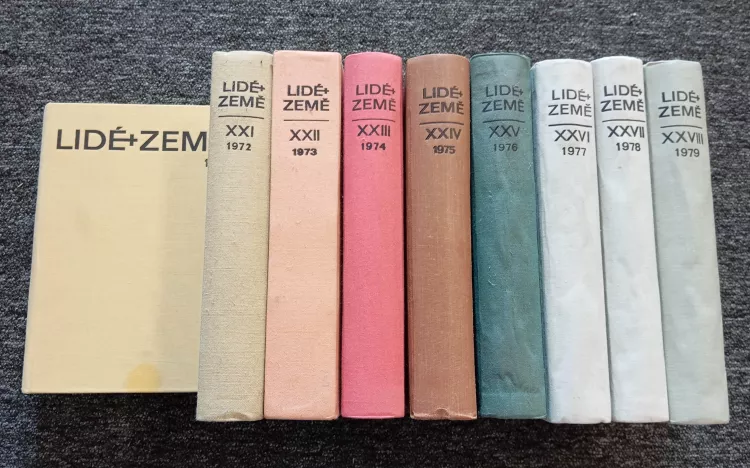 LIDÉ+ZEM
LIDÉ+
ZEMĚ
XXI
1972
LIDÉ+
ZEMĚ
XXII
1973
LIDÉ+
ZEMĚ
XXIII
1974
LIDÉ+
ZEMĚ
XXIV
1975
LIDÉ+
ZEMĚ
XXV
1976
LIDÉ+
ZEMĚ
XXVI
1977
LIDÉ+
ZEMĚ
XXVII
1978
LIDÉ+
ZEMĚ
XXVIII
1979